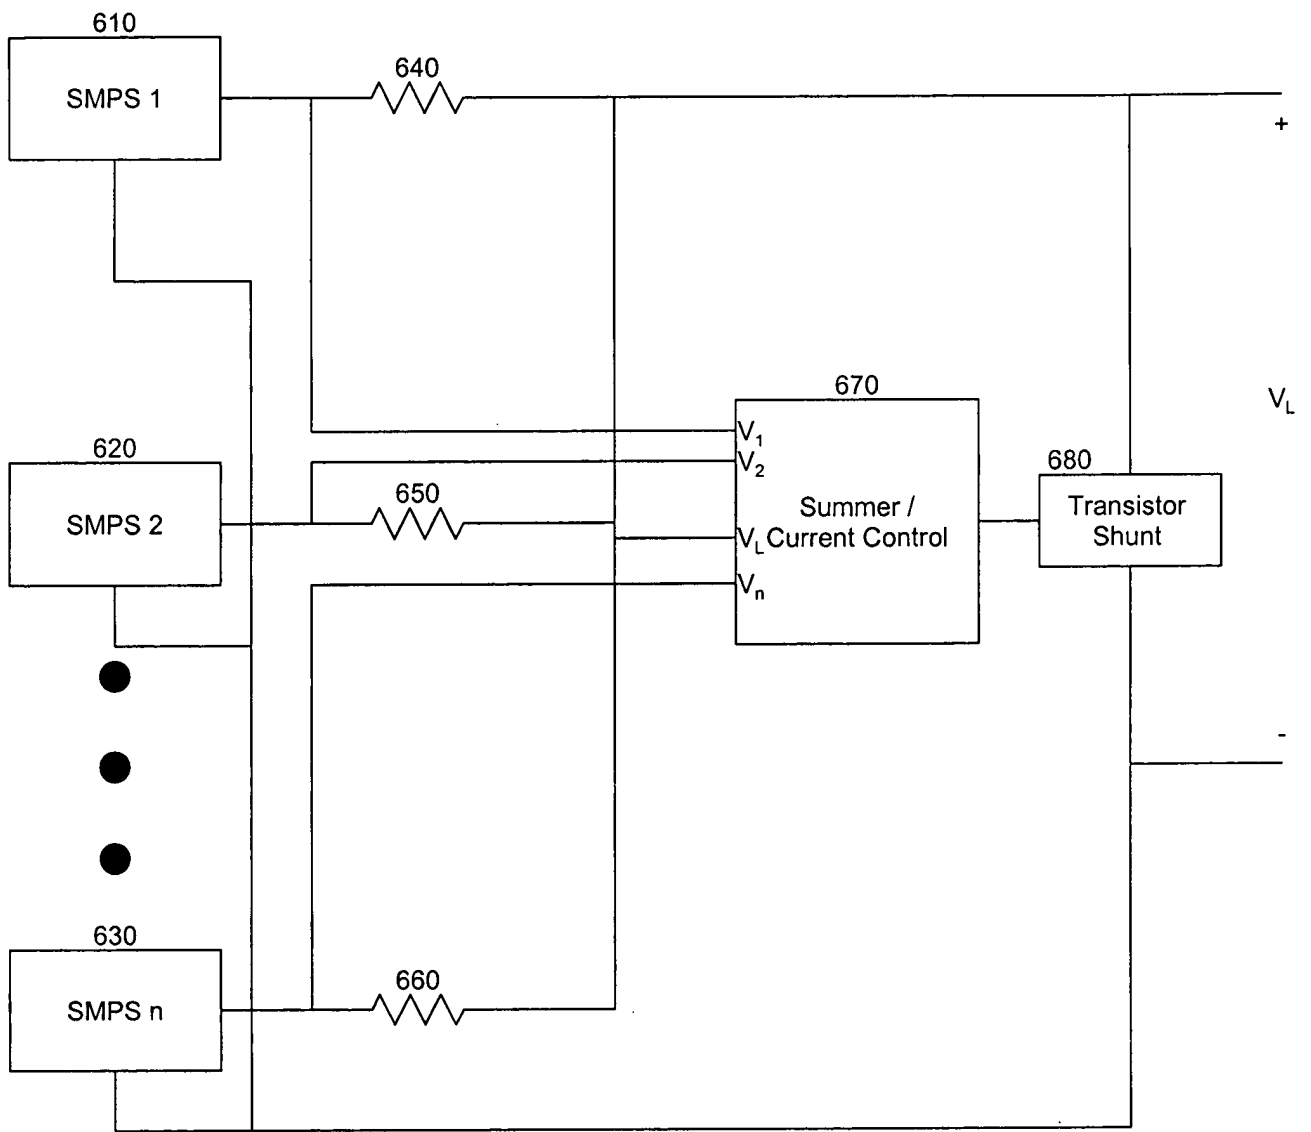 610
SMPS 1
640
+
670
V_L
620
SMPS 2
650
V_1
V_2
V_L
V_n
Summer /
Current Control
680
Transistor
Shunt
-
630
SMPS n
660